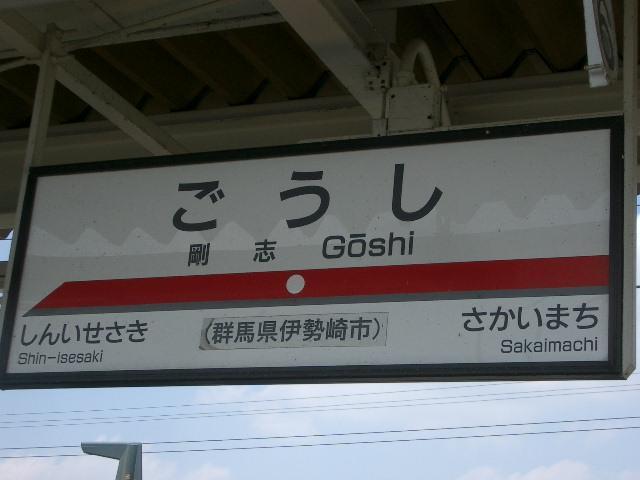 ごうし
剛志 Gōshi
しんいせさき
Shin-isesaki
(群馬県伊勢崎市)
さかいまち
Sakaimachi